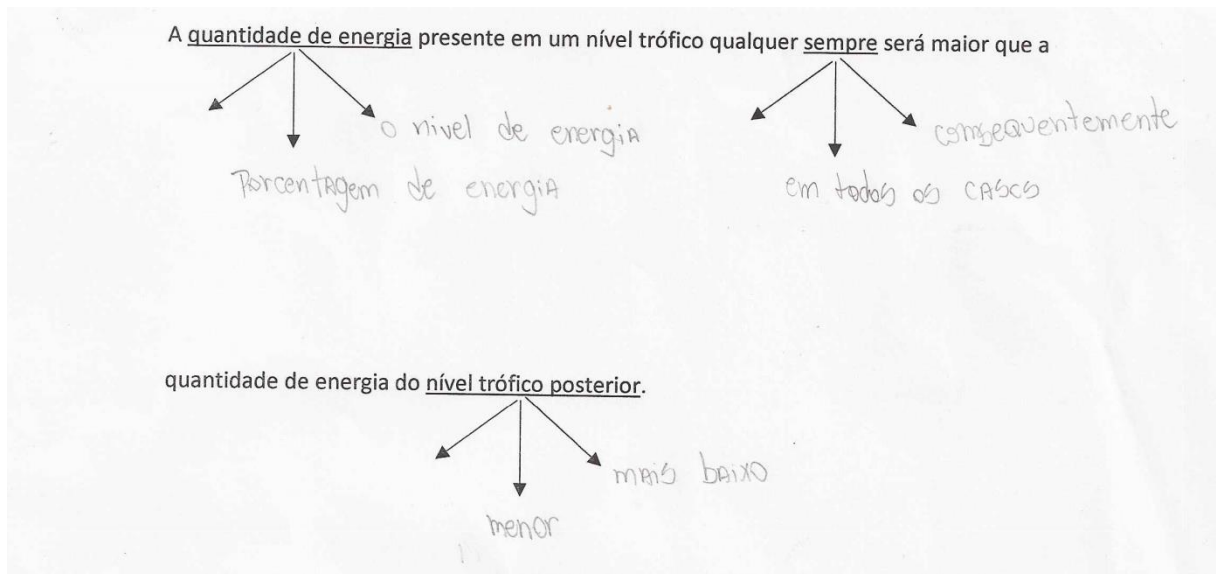 A quantidade de energia presente em um nível trófico qualquer sempre será maior que a
o nivel de energia
consequentemente
Porcentagem de energia
em todos os casos
quantidade de energia do nível trófico posterior.
mais baixo
menor